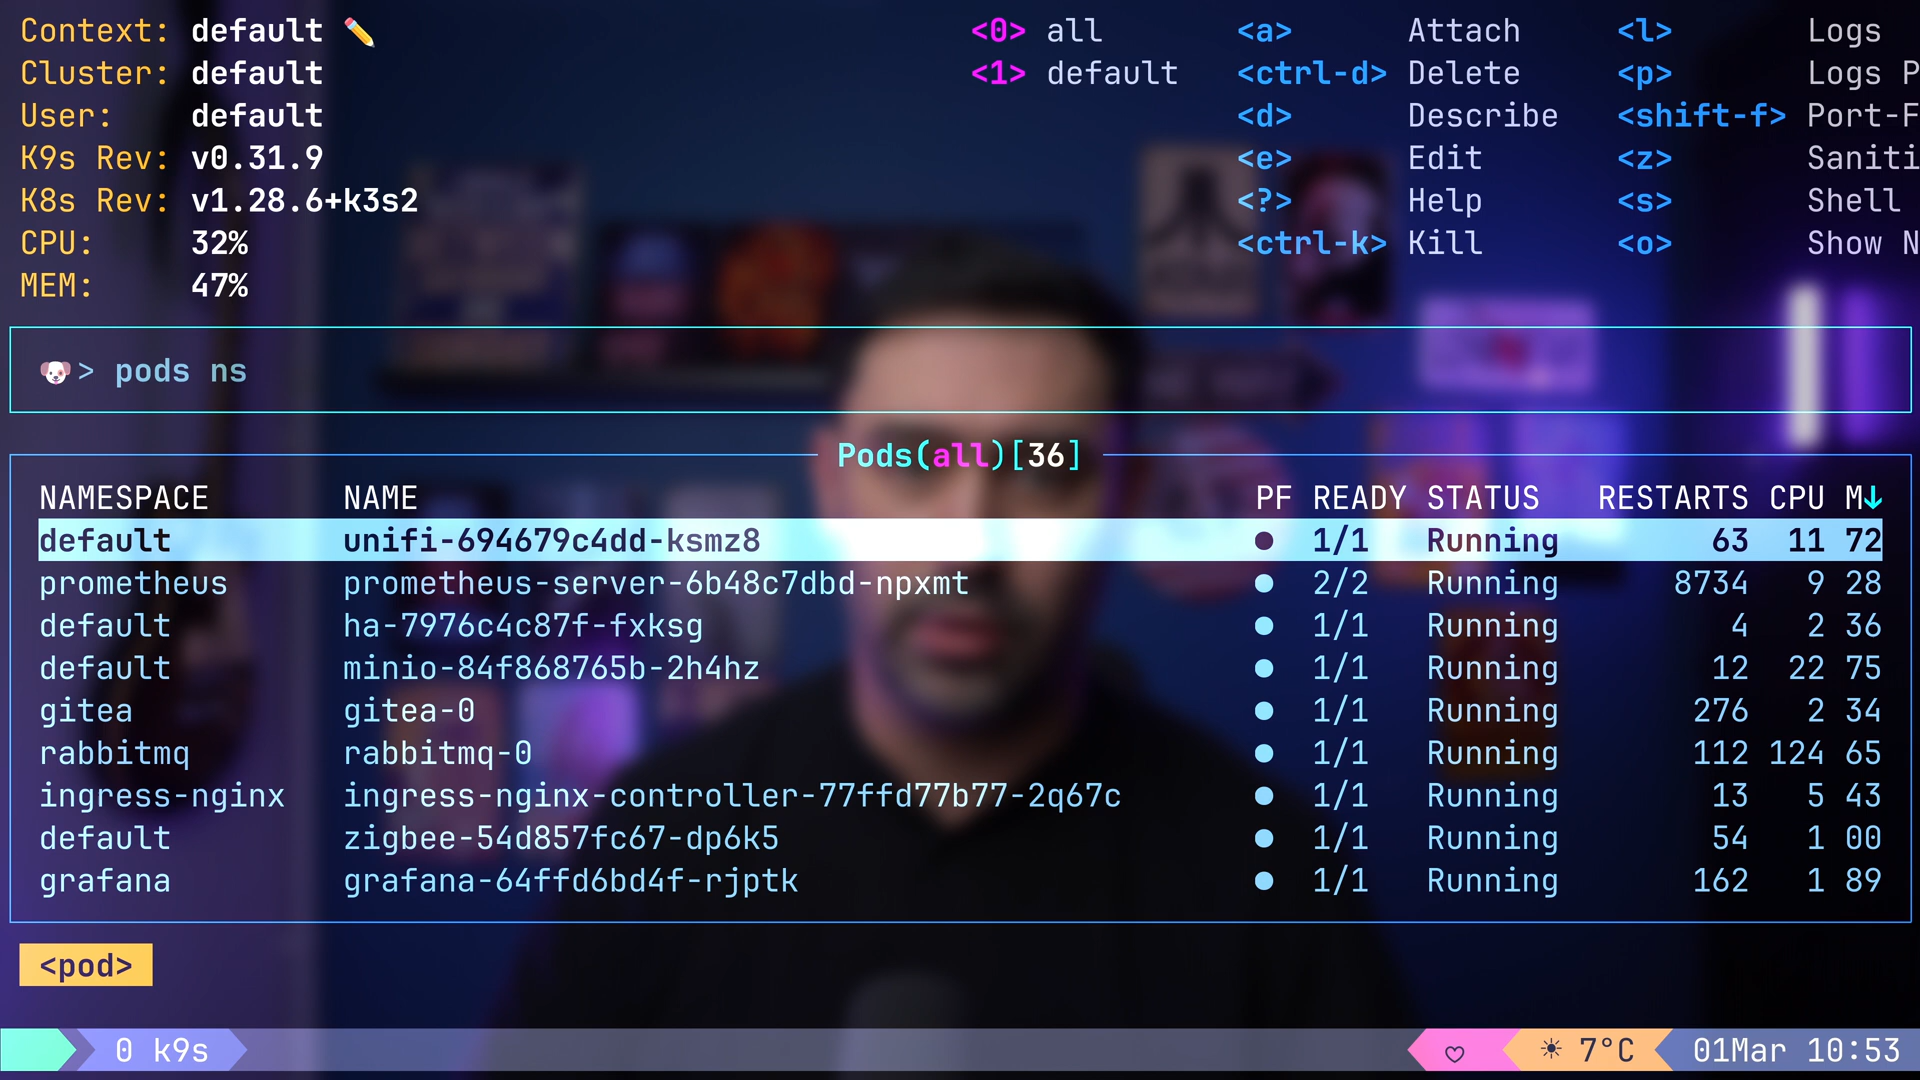 Context: default ✏️ <0> all <a> Attach <l> Logs
Cluster: default <1> default <ctrl-d> Delete <p> Logs P
User: default <d> Describe <shift-f> Port-F
K9s Rev: v0.31.9 <e> Edit <z> Saniti
K8s Rev: v1.28.6+k3s2 <?> Help <s> Shell
CPU: 32% <ctrl-k> Kill <o> Show N
MEM: 47%
🐶> pods ns
Pods(all)[36]
NAMESPACE NAME PF READY STATUS RESTARTS CPU M↓
default unifi-694679c4dd-ksmz8 ● 1/1 Running 63 11 72
prometheus prometheus-server-6b48c7dbd-npxmt ● 2/2 Running 8734 9 28
default ha-7976c4c87f-fxksg ● 1/1 Running 4 2 36
default minio-84f868765b-2h4hz ● 1/1 Running 12 22 75
gitea gitea-0 ● 1/1 Running 276 2 34
rabbitmq rabbitmq-0 ● 1/1 Running 112 124 65
ingress-nginx ingress-nginx-controller-77ffd77b77-2q67c ● 1/1 Running 13 5 43
default zigbee-54d857fc67-dp6k5 ● 1/1 Running 54 1 00
grafana grafana-64ffd6bd4f-rjptk ● 1/1 Running 162 1 89
<pod>
0 k9s ♡ ☀ 7°C 01Mar 10:53